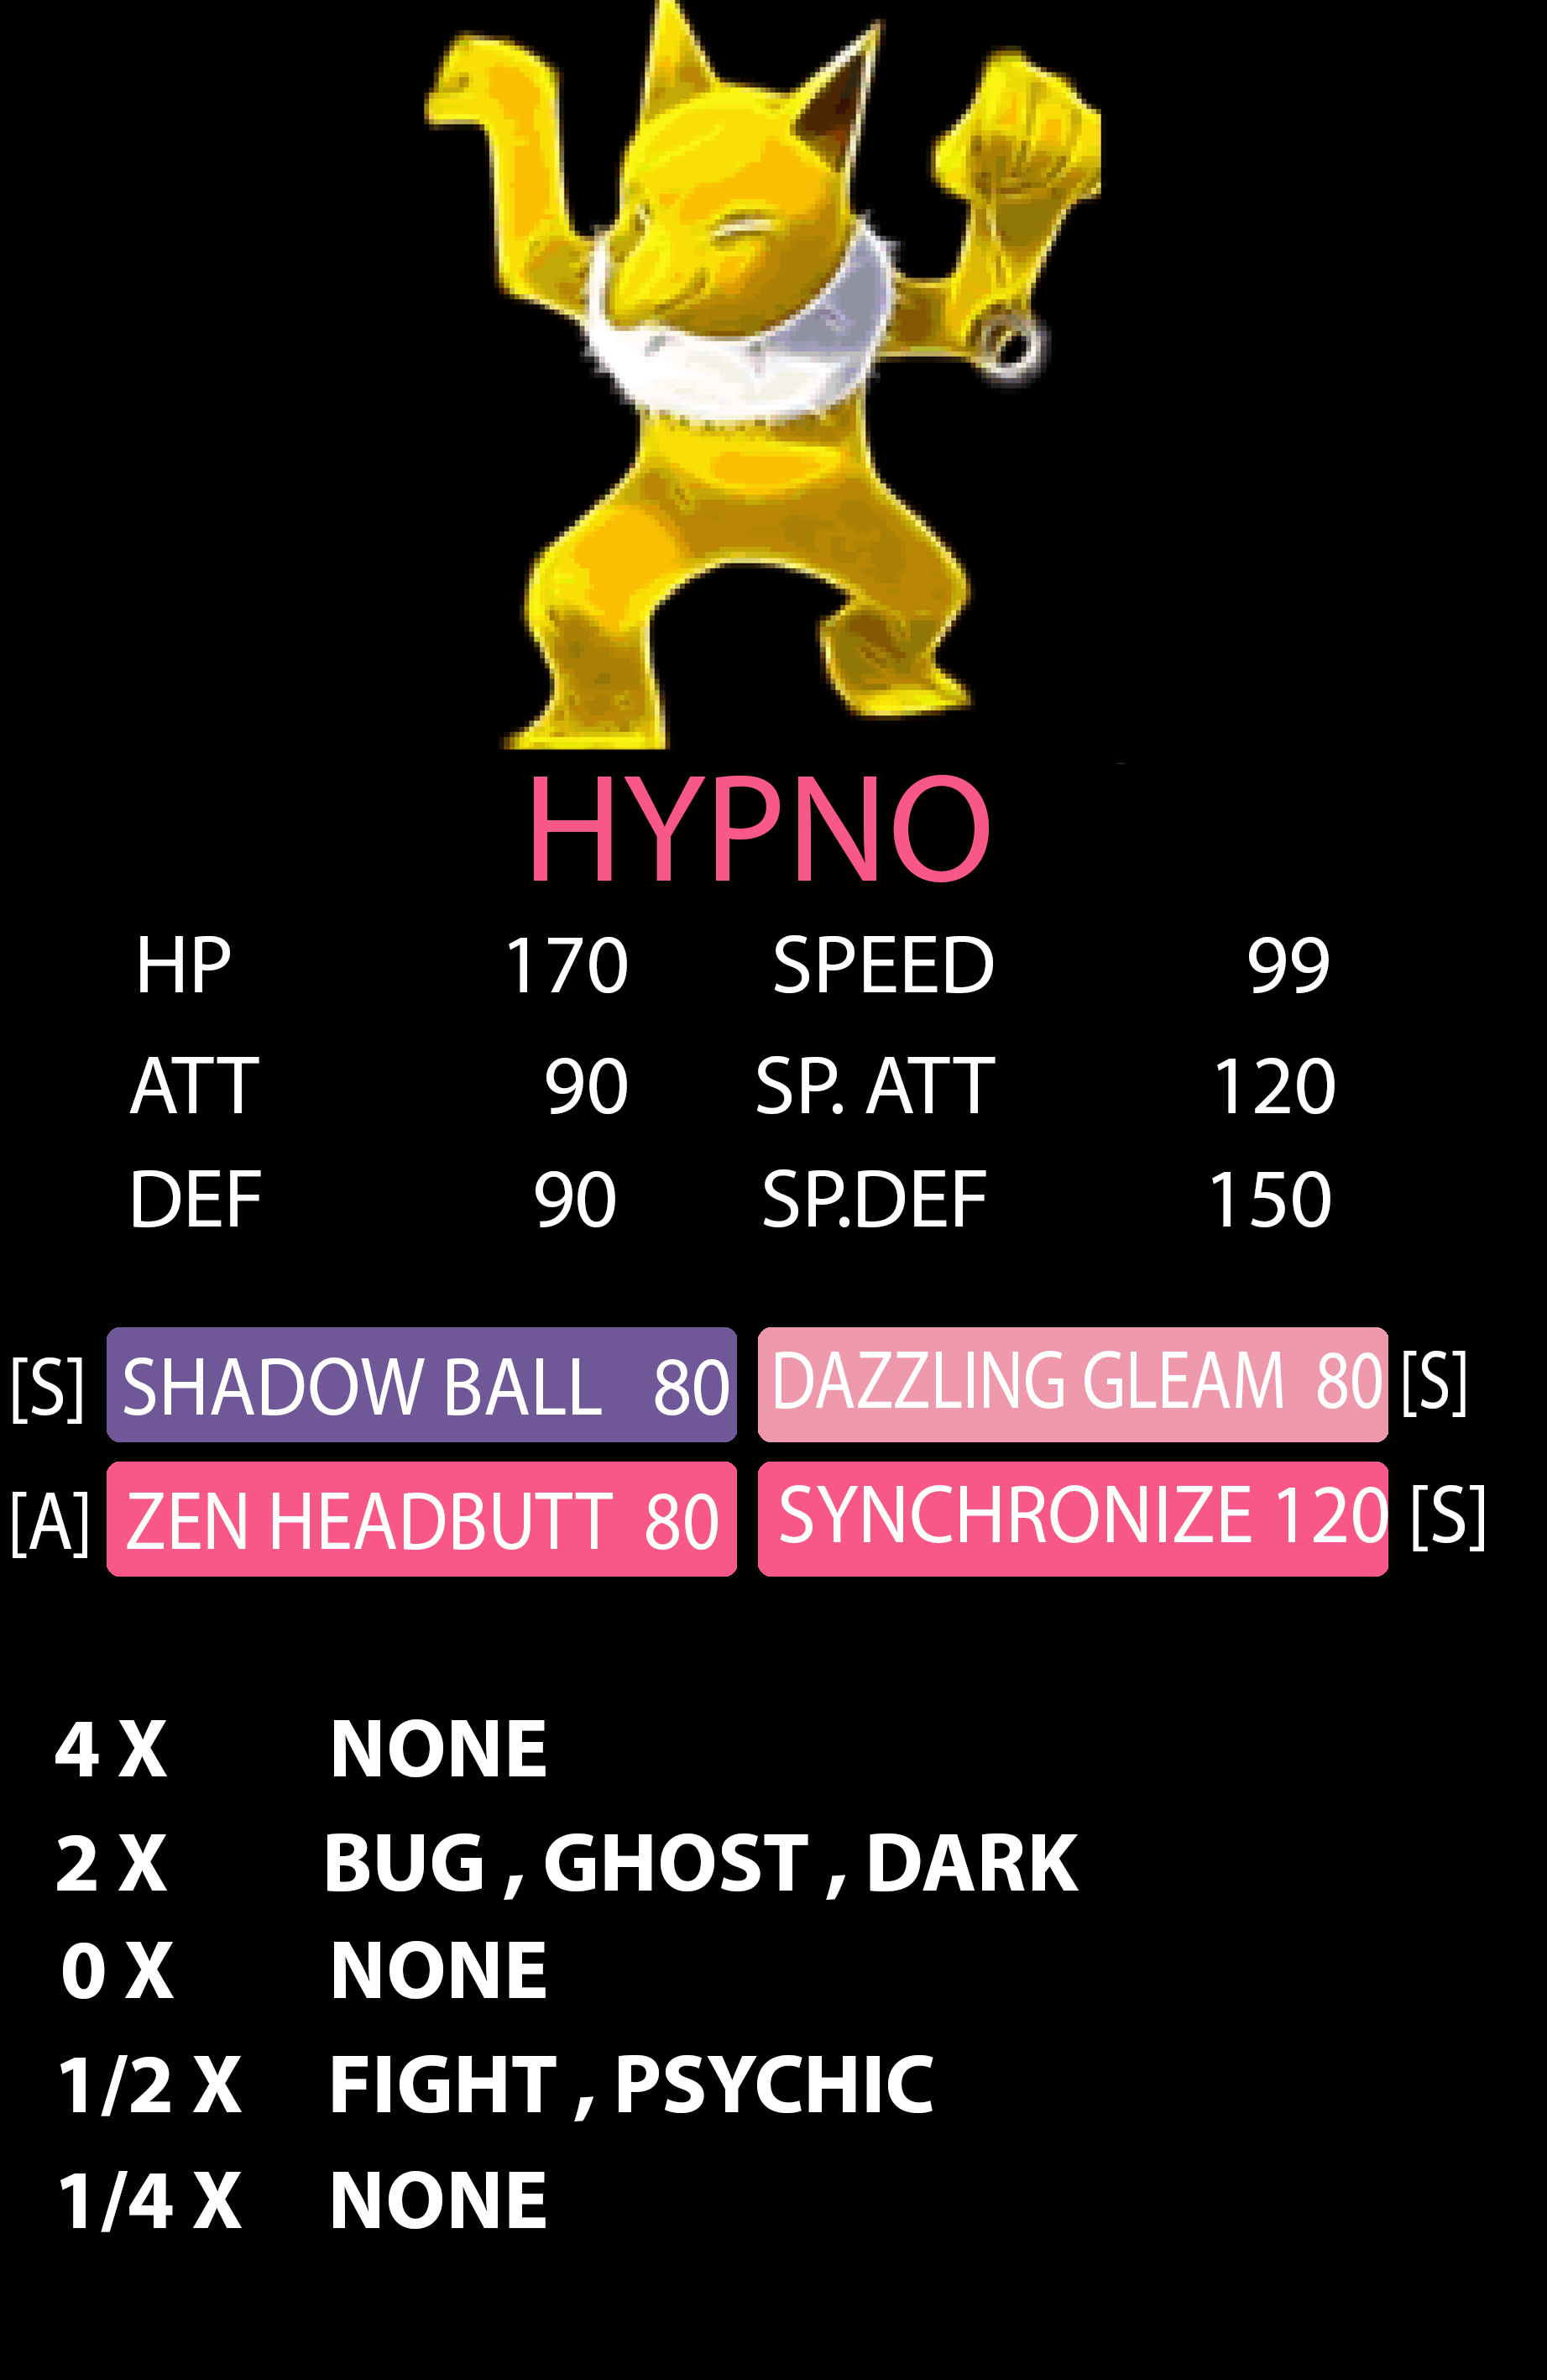 HYPNO
HP 170 SPEED 99
ATT 90 SP. ATT 120
DEF 90 SP.DEF 150
[S] SHADOW BALL 80 DAZZLING GLEAM 80 [S]
[A] ZEN HEADBUTT 80 SYNCHRONIZE 120 [S]
4 X NONE
2 X BUG , GHOST , DARK
0 X NONE
1/2 X FIGHT , PSYCHIC
1/4 X NONE